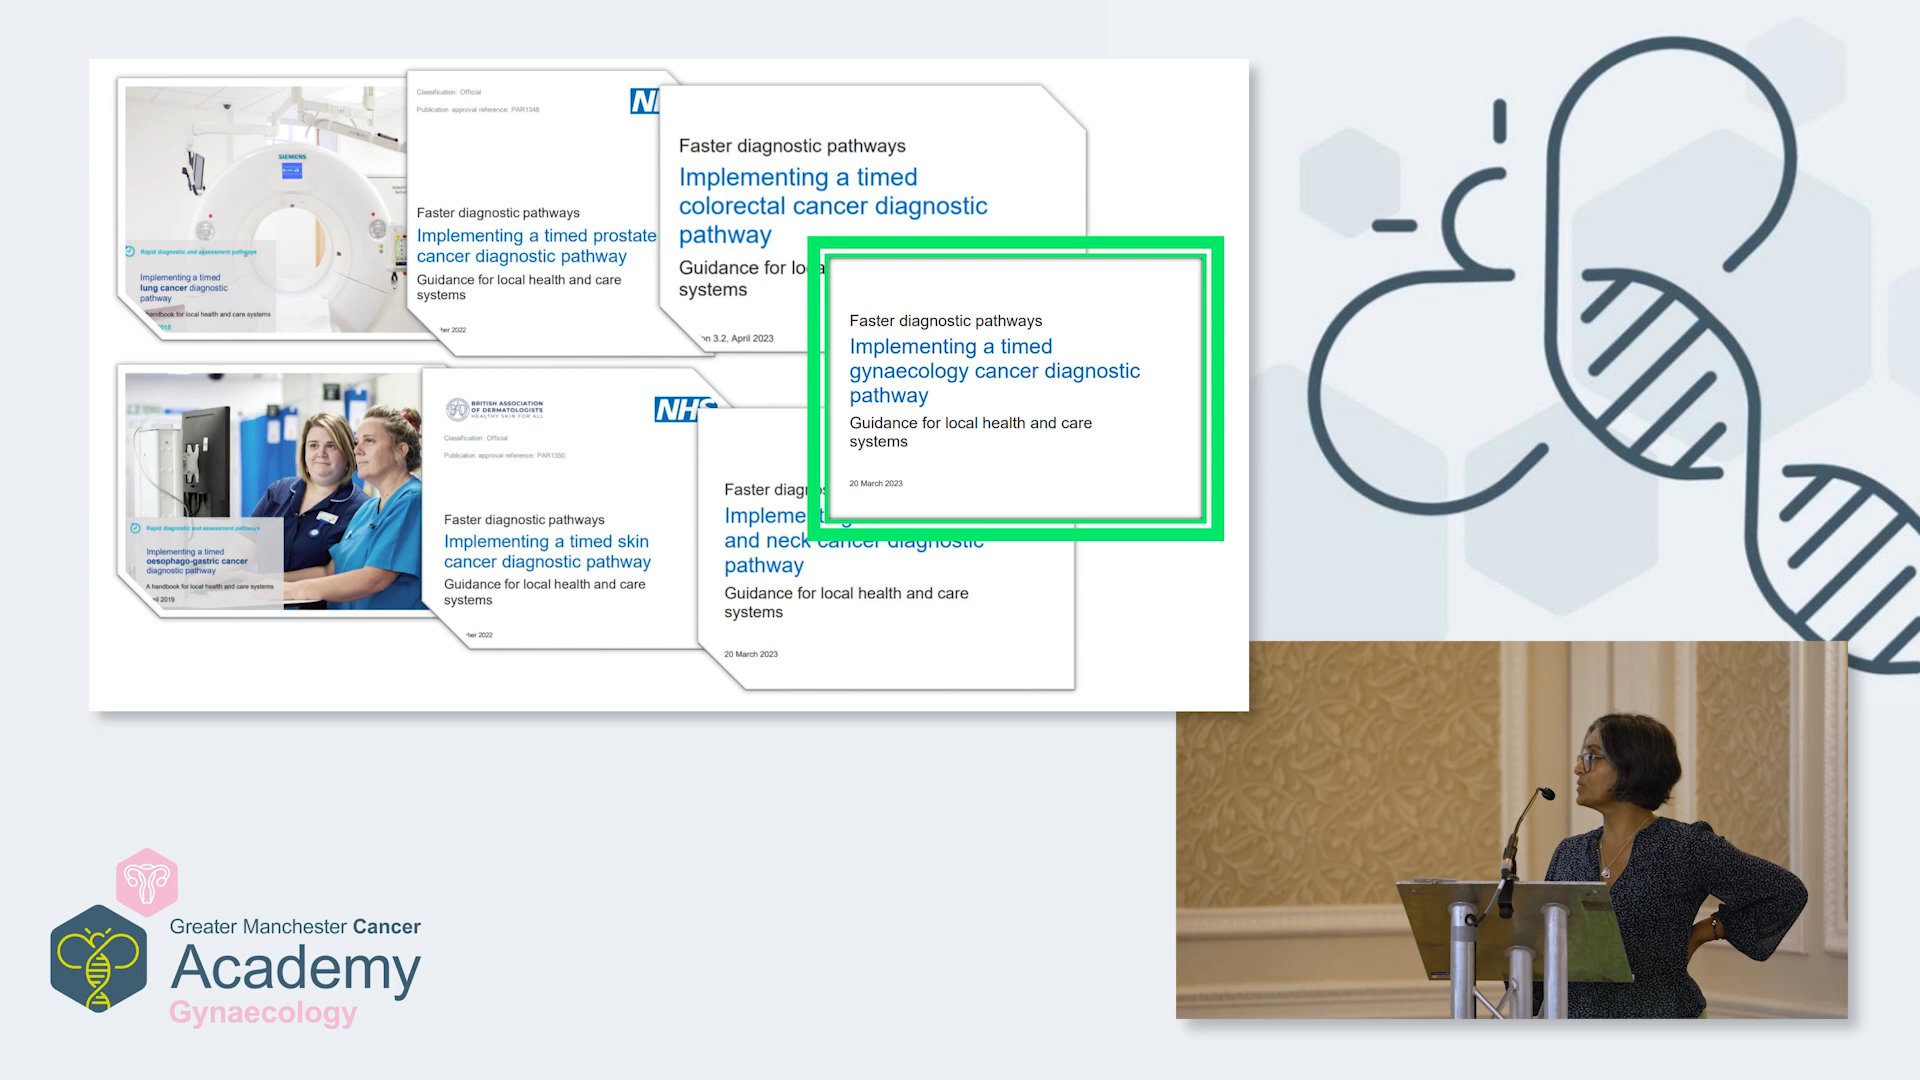 SIEMENS
Rapid diagnostic and assessment pathways
Implementing a timed
lung cancer diagnostic
pathway
handbook for local health and care systems
2018
Classification: Official
Publication approval reference: PAR1348
Faster diagnostic pathways
Implementing a timed prostate
cancer diagnostic pathway
Guidance for local health and care
systems
ber 2022
Faster diagnostic pathways
Implementing a timed
colorectal cancer diagnostic
pathway
Guidance for loca
systems
on 3.2, April 2023
Faster diagnostic pathways
Implementing a timed
gynaecology cancer diagnostic
pathway
Guidance for local health and care
systems
20 March 2023
Rapid diagnostic and assessment pathways
Implementing a timed
oesophago-gastric cancer
diagnostic pathway
A handbook for local health and care systems
2019
BRITISH ASSOCIATION
OF DERMATOLOGISTS
HEALTHY SKIN FOR ALL
NHS
Classification: Official
Publication approval reference: PAR1350
Faster diagnostic pathways
Implementing a timed skin
cancer diagnostic pathway
Guidance for local health and care
systems
ber 2022
Faster diagnos
Implementing
and neck cancer diagnostic
pathway
Guidance for local health and care
systems
20 March 2023
Greater Manchester Cancer
Academy
Gynaecology